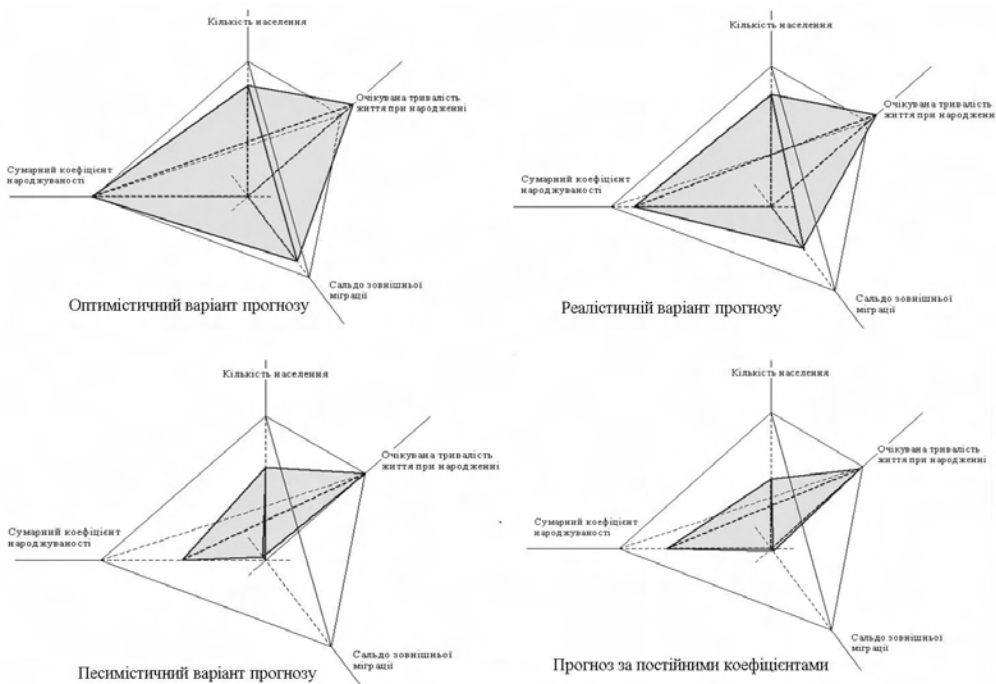 Кількість населення
Очікувана тривалість
життя при народженні
Сумарний коефіцієнт
народжуваності
Сальдо зовнішньої
міграції
Оптимістичний варіант прогнозу
Кількість населення
Очікувана тривалість
життя при народженні
Сумарний коефіцієнт
народжуваності
Сальдо зовнішньої
міграції
Реалістичній варіант прогнозу
Кількість населення
Очікувана тривалість
життя при народженні
Сумарний коефіцієнт
народжуваності
Сальдо зовнішньої
міграції
Песимістичний варіант прогнозу
Кількість населення
Очікувана тривалість
життя при народженні
Сумарний коефіцієнт
народжуваності
Сальдо зовнішньої
міграції
Прогноз за постійними коефіцієнтами